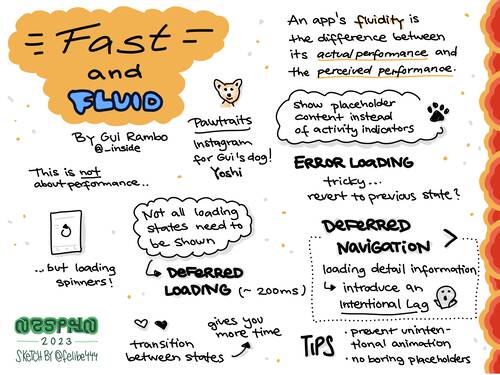 Fast
and
FLUID
By Gui Rambo
@_inside
This is not
about performance..
...but loading
spinners!
NSSPAIN
2023
SKETCH BY @felibe444
Pawtraits
Instagram
for Gui's dog!
Yoshi
Not all loading
states need to
be shown
DEFERRED
LOADING (~200ms)
transition
between states
gives you
more time
An app's fluidity is
the difference between
its actual performance and
the perceived performance.
Show placeholder
content instead
of activity indicators
ERROR LOADING
tricky...
revert to previous state?
DEFERRED
NAVIGATION
loading detail information
introduce an
Intentional Lag
TIPS
• prevent uninten-
tional animation
• no boring placeholders